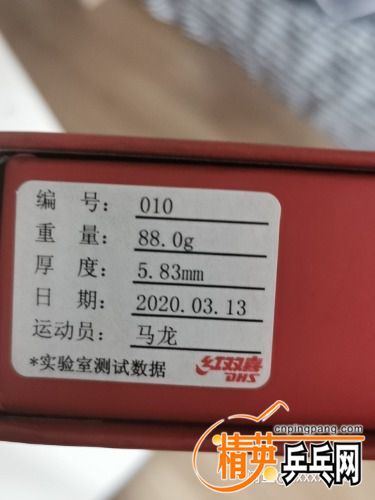 编 号: 010
重 量: 88.0g
厚 度: 5.83mm
日 期: 2020.03.13
运动员: 马龙
*实验室测试数据
红双喜
DHS
cnpingpang.com
精英乒乓网